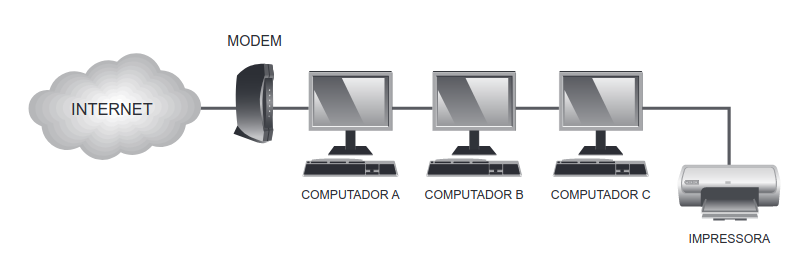 MODEM
INTERNET
COMPUTADOR A
COMPUTADOR B
COMPUTADOR C
IMPRESSORA